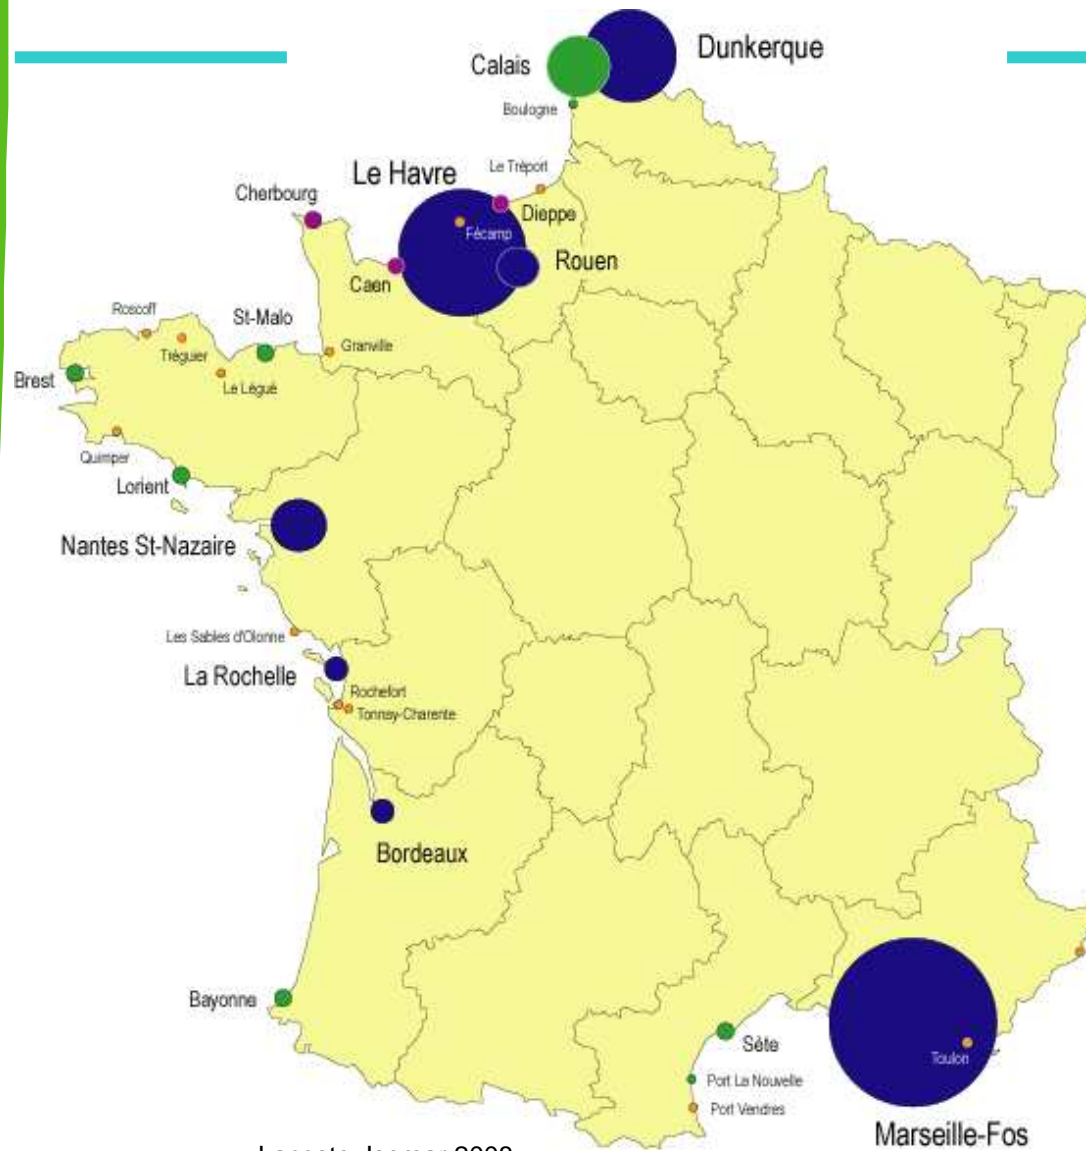 Dunkerque
Calais
Boulogne
Le Tréport
Le Havre
Cherbourg
Dieppe
Fécamp
Rouen
Caen
Roscoff
St-Malo
Granville
Tréguier
Le Légué
Brest
Quimper
Lorient
Nantes St-Nazaire
Les Sables d'Olonne
La Rochelle
Rochefort
Tonnay-Charente
Bordeaux
Bayonne
Sète
Toulon
Port La Nouvelle
Port Vendres
Marseille-Fos